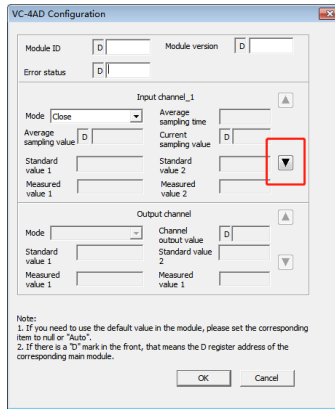 VC-4AD Configuration
Module ID D Module version D
Error status D
Input channel_1
Mode Close Average sampling time
Average sampling value D Current sampling value D
Standard value 1 Standard value 2
Measured value 1 Measured value 2
Output channel
Mode Channel output value D
Standard value 1 Standard value 2
Measured value 1 Measured value 1
Note:
1. If you need to use the default value in the module, please set the corresponding
item to null or "Auto".
2. If there is a "D" mark in the front, that means the D register address of the
corresponding main module.
OK Cancel